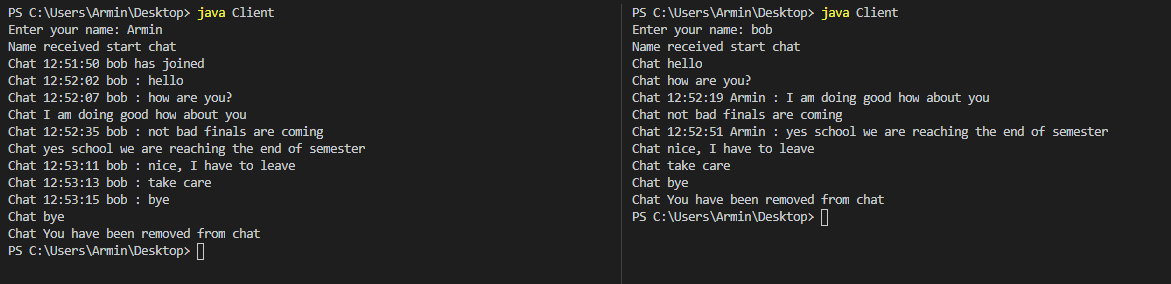 PS C:\Users\Armin\Desktop> java Client
Enter your name: Armin
Name received start chat
Chat 12:51:50 bob has joined
Chat 12:52:02 bob : hello
Chat 12:52:07 bob : how are you?
Chat I am doing good how about you
Chat 12:52:35 bob : not bad finals are coming
Chat yes school we are reaching the end of semester
Chat 12:53:11 bob : nice, I have to leave
Chat 12:53:13 bob : take care
Chat 12:53:15 bob : bye
Chat bye
Chat You have been removed from chat
PS C:\Users\Armin\Desktop>
PS C:\Users\Armin\Desktop> java Client
Enter your name: bob
Name received start chat
Chat hello
Chat how are you?
Chat 12:52:19 Armin : I am doing good how about you
Chat not bad finals are coming
Chat 12:52:51 Armin : yes school we are reaching the end of semester
Chat nice, I have to leave
Chat take care
Chat bye
Chat You have been removed from chat
PS C:\Users\Armin\Desktop>